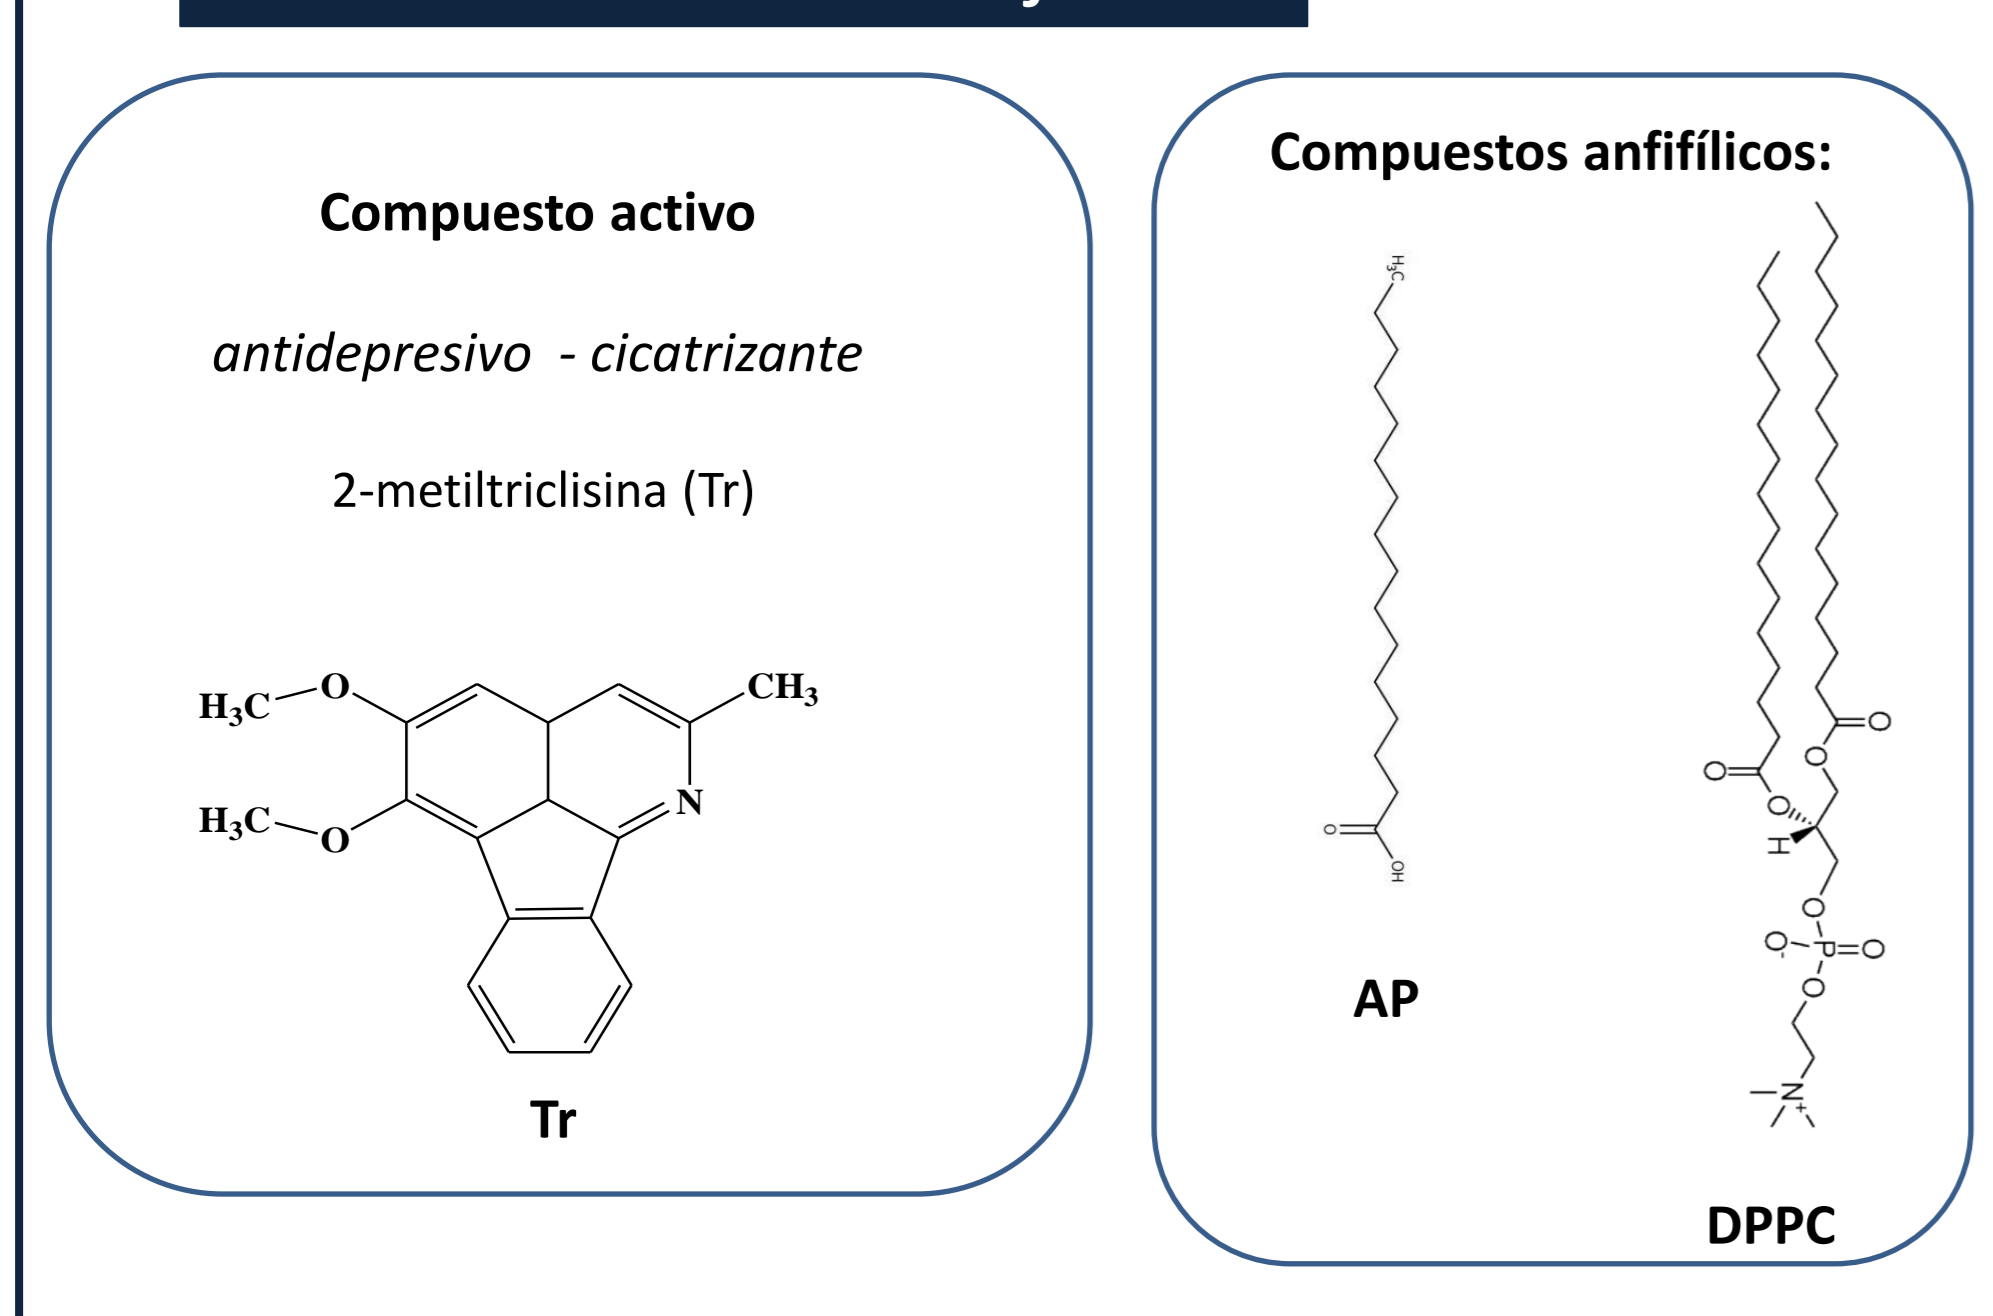 Compuesto activo
antidepresivo - cicatrizante
2-metiltriclisina (Tr)
H3C
O
CH3
H3C
O
N
Tr
Compuestos anfifílicos:
H3C
O
OH
AP
O
O
O
O
H
O
O-
P
O
O
N+
DPPC